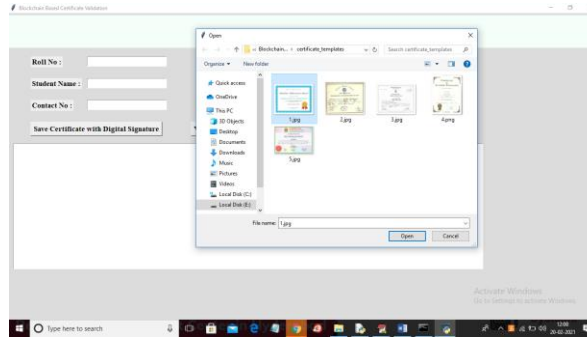 Blockchain Based Certificate Validation
Open
« Blockchain... > certificate_templates
Search certificate_templates
Organize
New folder
Roll No :
Student Name :
Contact No :
Save Certificate with Digital Signature
Quick access
OneDrive
This PC
3D Objects
Desktop
Documents
Downloads
Music
Pictures
Videos
Local Disk (C:)
Local Disk (E:)
1.jpg
2.jpg
3.jpg
4.png
5.jpg
File name: 1.jpg
Open
Cancel
Activate Windows
Go to Settings to activate Windows.
Type here to search
12:08
20-02-2021